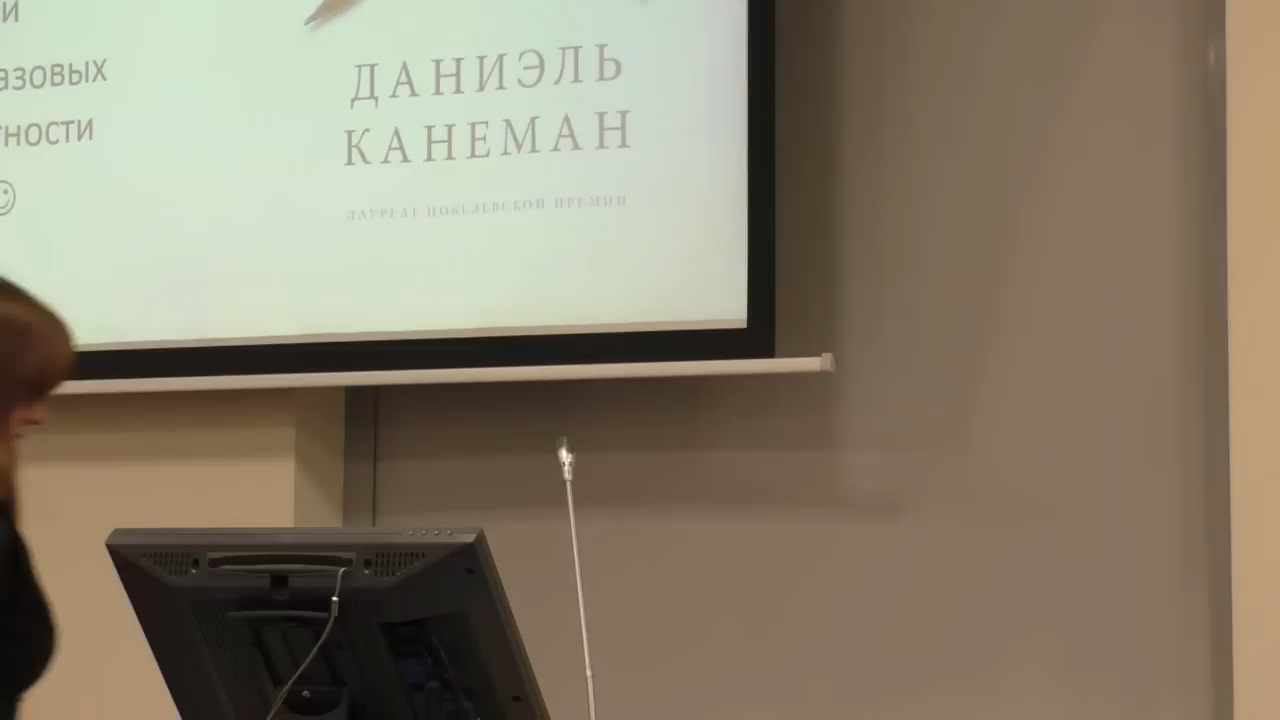 и
азовых
тности
ДАНИЭЛЬ
КАНЕМАН
ЛАУРЕАТ НОБЕЛЕВСКОЙ ПРЕМИИ